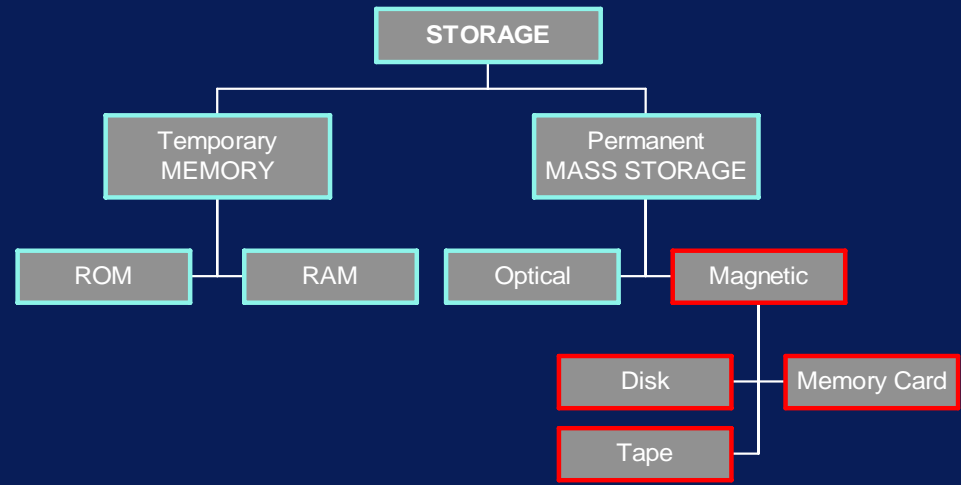 STORAGE
Temporary
MEMORY
Permanent
MASS STORAGE
ROM
RAM
Optical
Magnetic
Disk
Memory Card
Tape